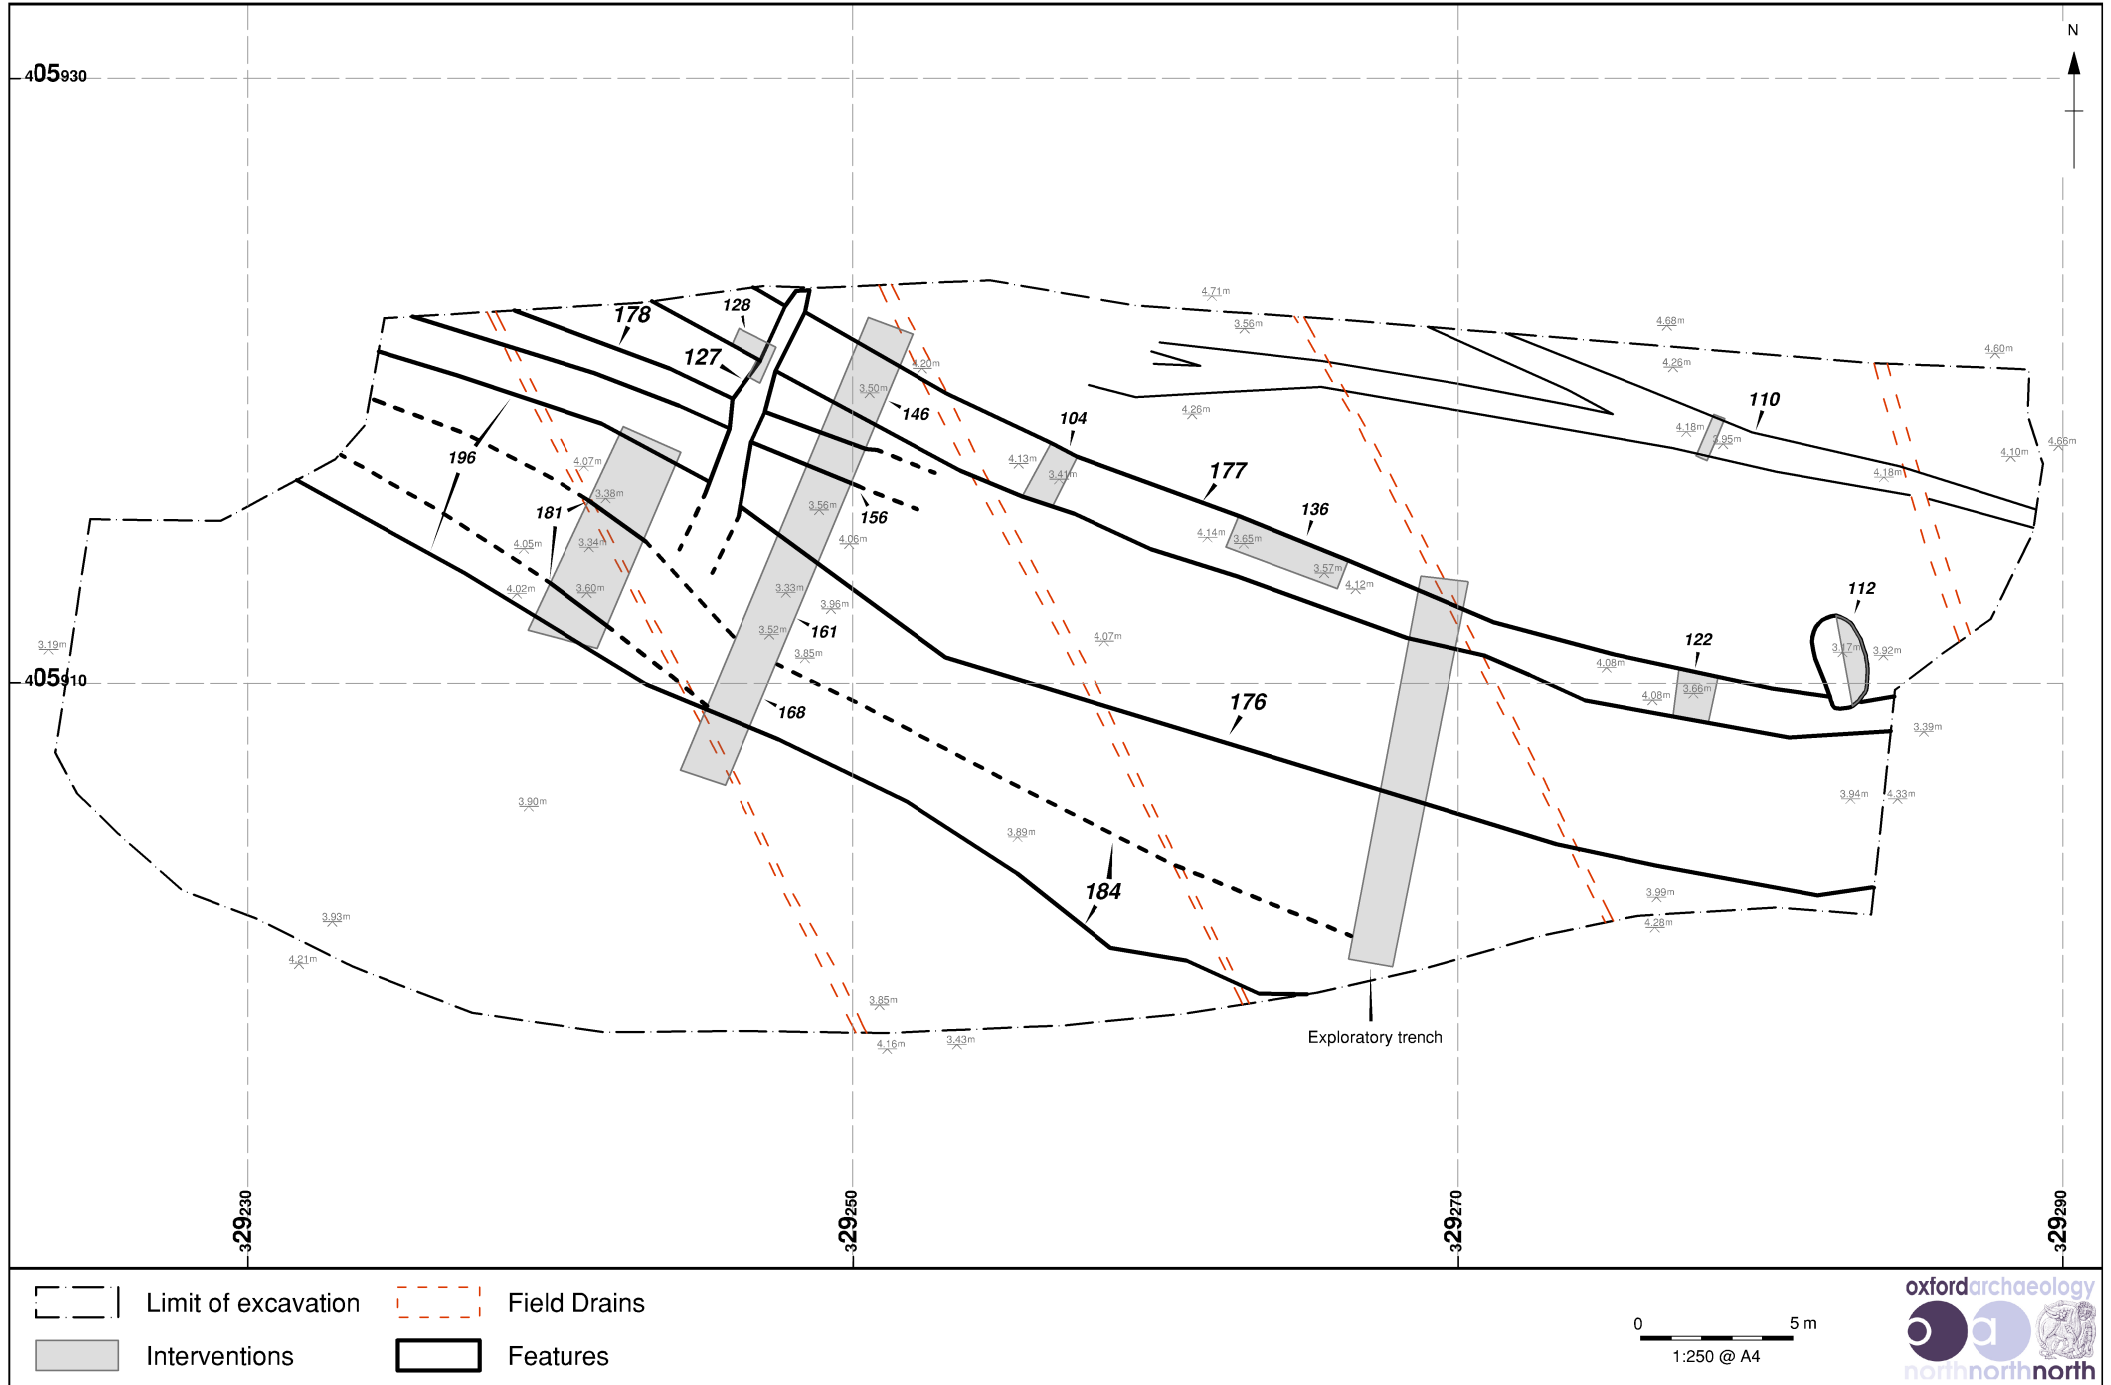 N
405930
4.71m
3.56m
4.68m
4.60m
4.26m
178
128
127
4.20m
3.50m
146
4.26m
104
110
4.18m
3.95m
4.66m
4.10m
4.18m
196
4.07m
3.38m
4.13m
3.41m
177
181
3.56m
156
136
4.05m
3.34m
4.06m
4.14m
3.65m
3.57m
4.12m
4.02m
3.60m
3.33m
3.96m
112
3.52m
161
3.19m
3.85m
4.07m
122
3.17m
3.92m
4.08m
405910
4.08m
3.66m
168
176
3.39m
3.90m
3.94m
4.33m
3.89m
184
3.99m
3.93m
4.28m
4.21m
3.85m
Exploratory trench
4.16m
3.43m
329230
329250
329270
329290
Limit of excavation
Field Drains
Interventions
Features
0 5 m
1:250 @ A4
oxfordarchaeology
oa
northnorthnorth